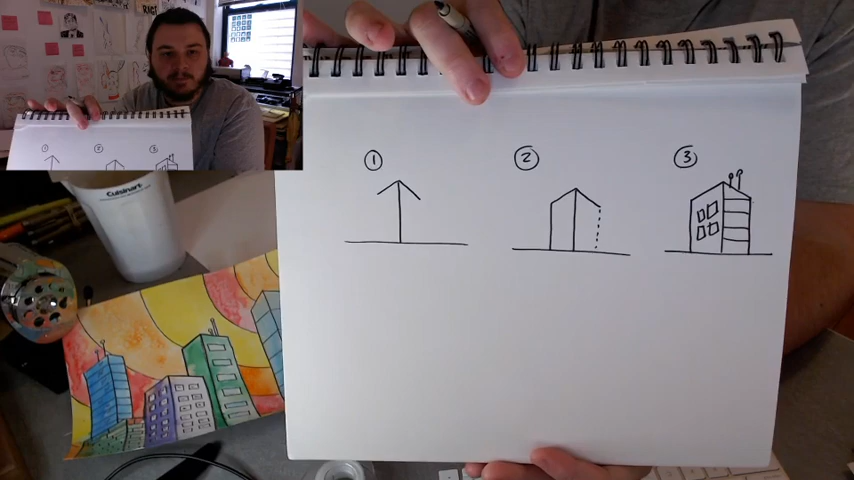 ① ② ③
Cuisinart